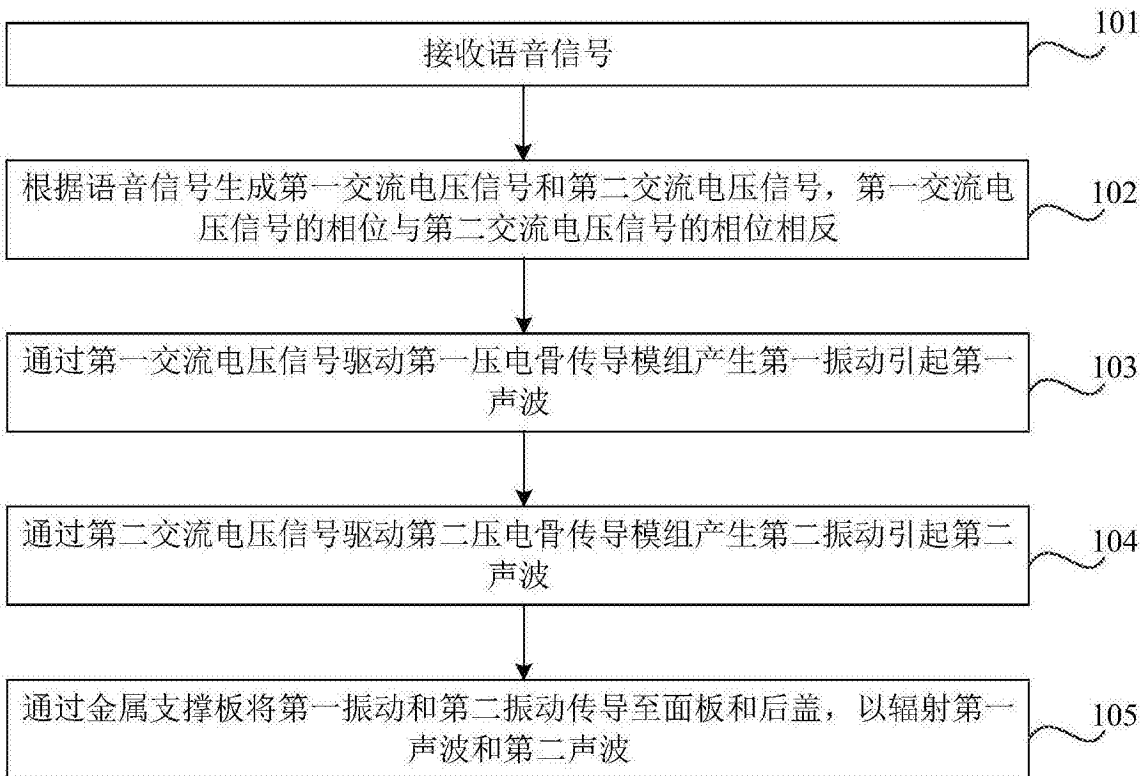 接收语音信号
101
根据语音信号生成第一交流电压信号和第二交流电压信号，第一交流电
压信号的相位与第二交流电压信号的相位相反
102
通过第一交流电压信号驱动第一压电骨传导模组产生第一振动引起第一
声波
103
通过第二交流电压信号驱动第二压电骨传导模组产生第二振动引起第二
声波
104
通过金属支撑板将第一振动和第二振动传导至面板和后盖，以辐射第一
声波和第二声波
105